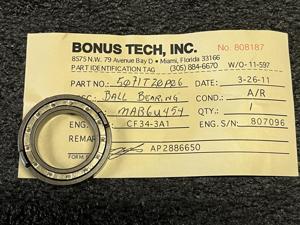 BONUS TECH, INC.
No. 808187
8575 N.W. 79 Avenue Bay D • Miami, Florida 33166
PART IDENTIFICATION TAG (305) 884-6670 W/O-11-597
PART NO.: 5071T20P06 DATE: 3-26-11
BALL BEARING COND.: A/R
MAR6U454 QTY.: 1
ENG. CF34-3A1 ENG. S/N: 807096
REMAR
AP2886650